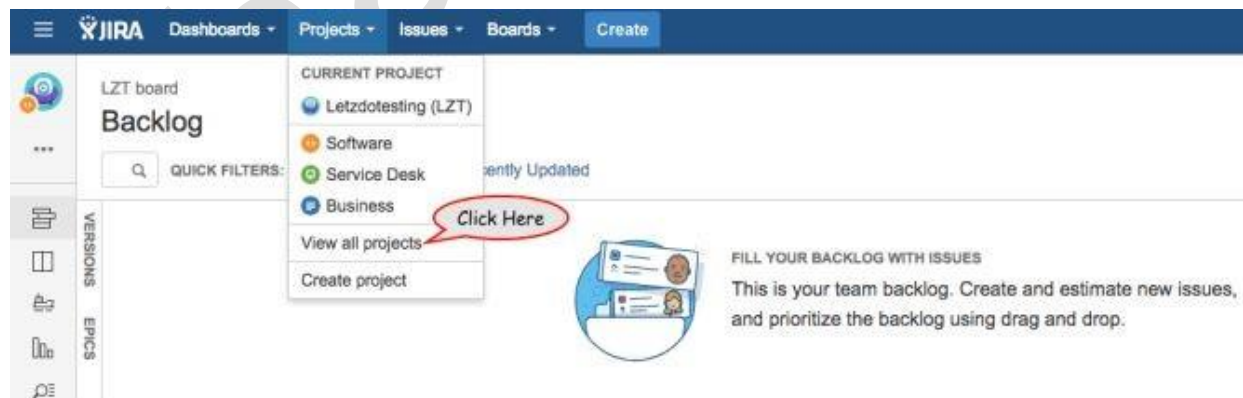 JIRA Dashboards Projects Issues Boards Create
LZT board
Backlog
QUICK FILTERS:
ently Updated
CURRENT PROJECT
Letzdotesting (LZT)
Software
Service Desk
Business
View all projects
Create project
Click Here
VERSIONS
EPICS
FILL YOUR BACKLOG WITH ISSUES
This is your team backlog. Create and estimate new issues,
and prioritize the backlog using drag and drop.